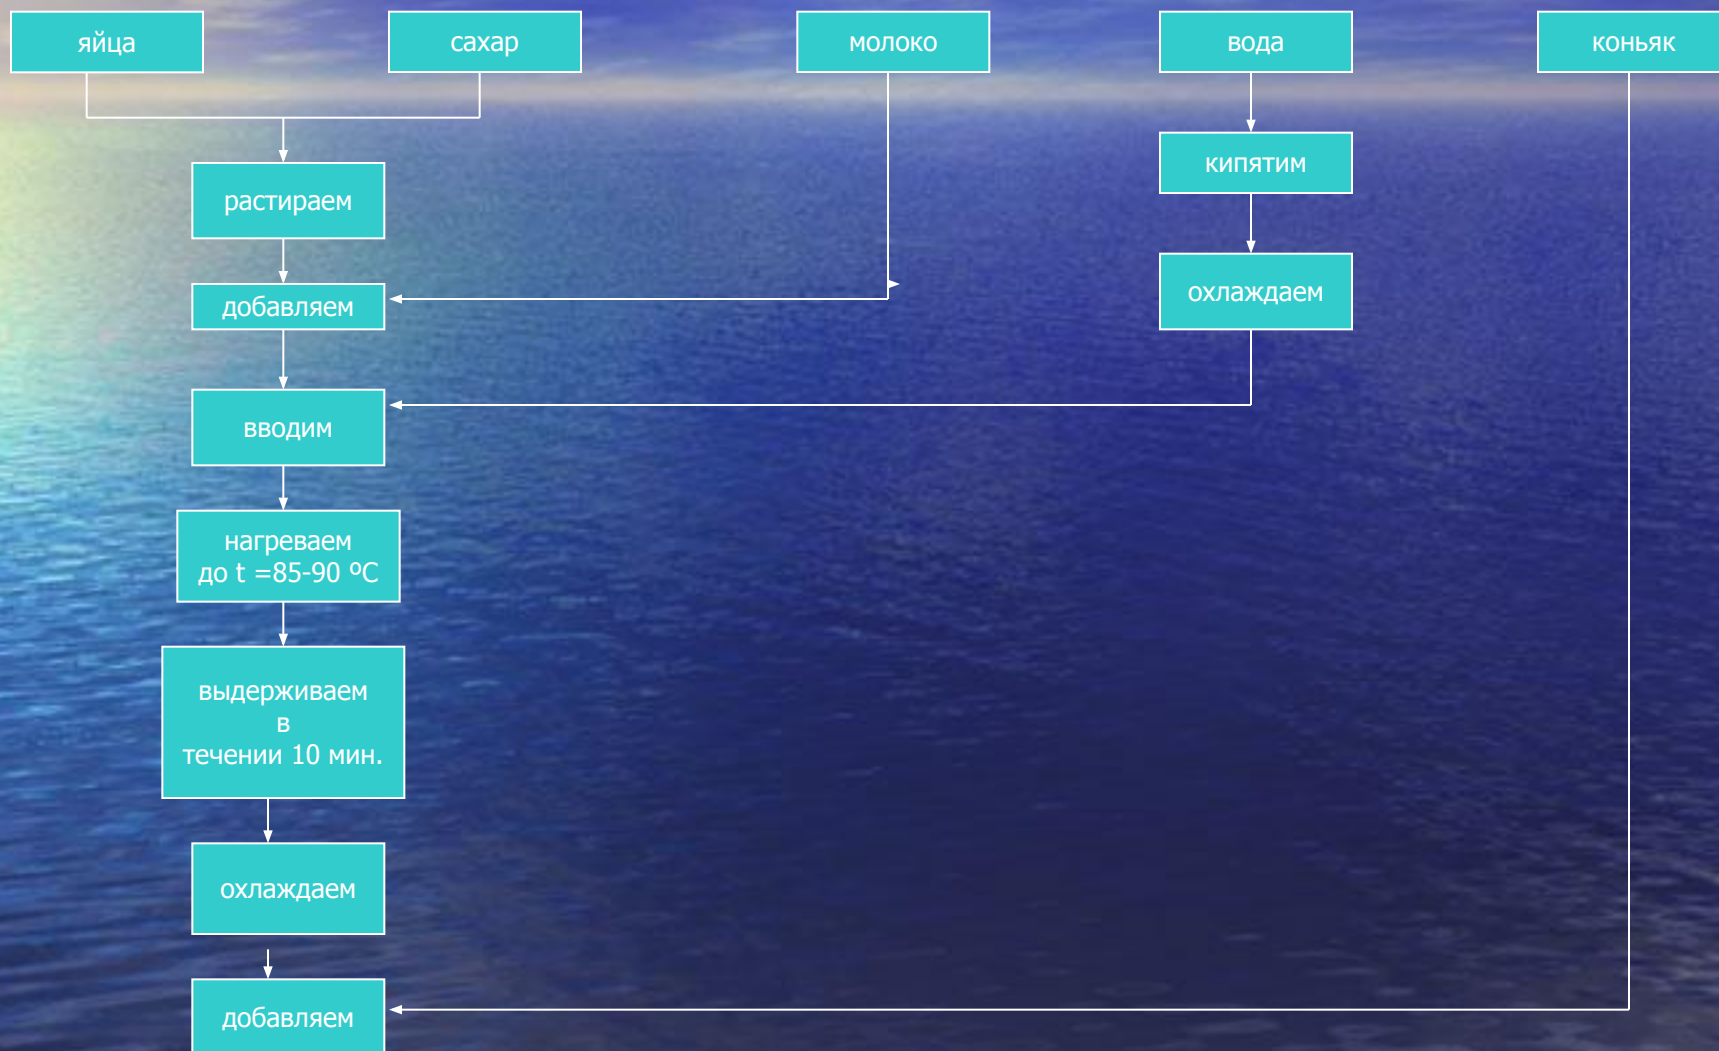 яйца
сахар
молоко
вода
коньяк
кипятим
растираем
охлаждаем
добавляем
вводим
нагреваем
до t =85-90 ºС
выдерживаем
в
течении 10 мин.
охлаждаем
добавляем